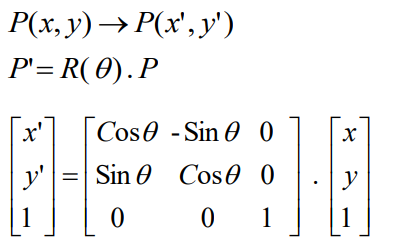 P(x, y) → P(x', y')
P' = R(θ) . P
[x'] = [Cosθ -Sinθ 0] . [x]
[y'] = [Sinθ Cosθ 0] . [y]
[1] = [0 0 1] . [1]